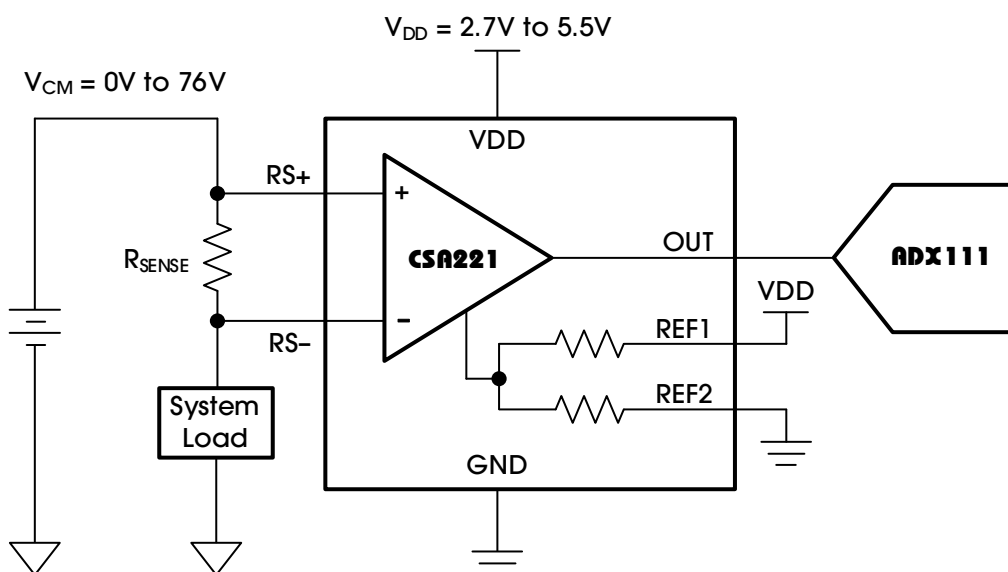 V_DD = 2.7V to 5.5V
V_CM = 0V to 76V
VDD
RS+
+
R_SENSE
CSA221
OUT
ADX111
VDD
−
RS−
REF1
REF2
System
Load
GND